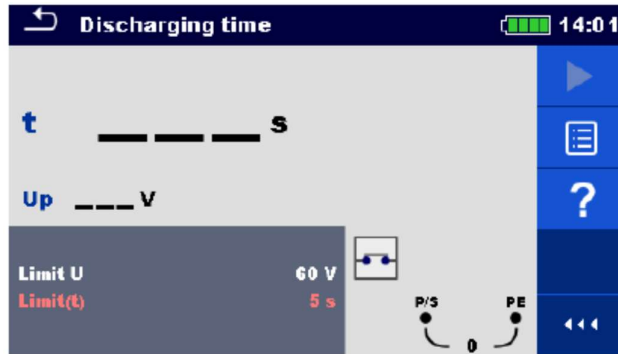 Discharging time 14:01
t _ _ _ s
Up _ _ _ V
?
Limit U 60 V
Limit(t) 5 s
P/S PE
0